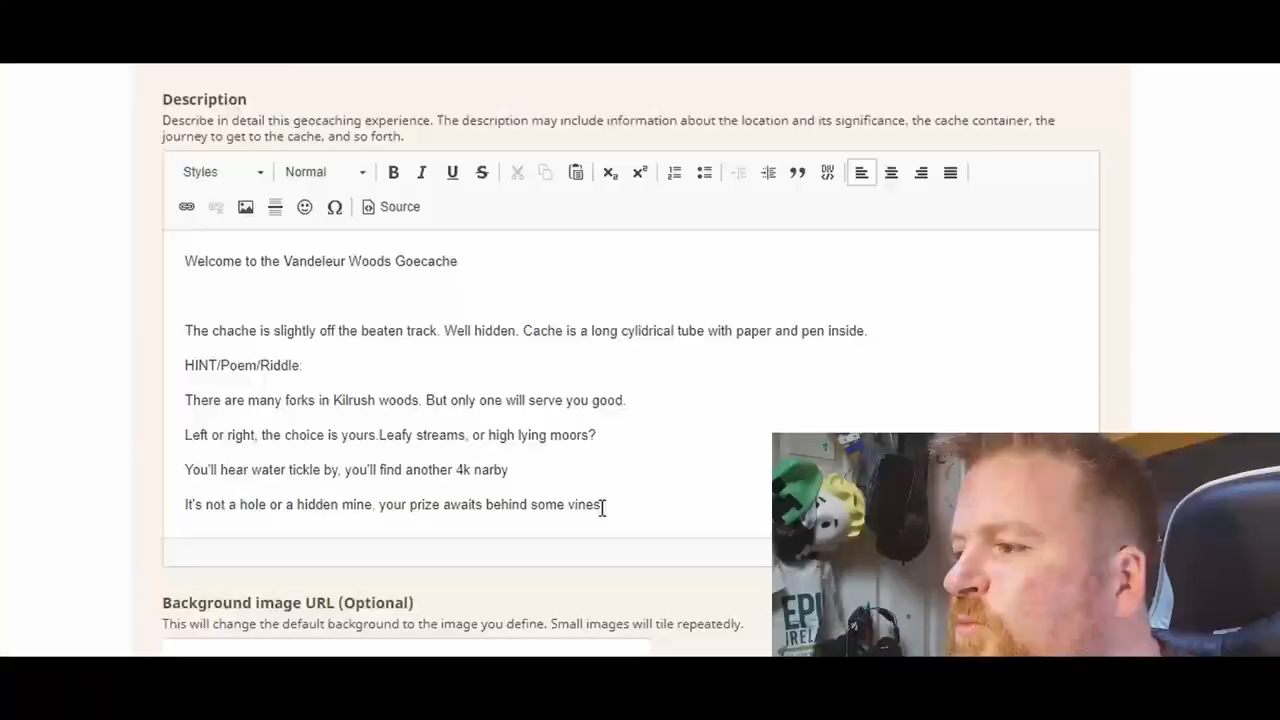 Description
Describe in detail this geocaching experience. The description may include information about the location and its significance, the cache container, the
journey to get to the cache, and so forth.
Styles Normal B I U S x₂ x² DIV
Ω Source
Welcome to the Vandeleur Woods Goecache
The chache is slightly off the beaten track. Well hidden. Cache is a long cylidrical tube with paper and pen inside.
HINT/Poem/Riddle:
There are many forks in Kilrush woods. But only one will serve you good.
Left or right, the choice is yours.Leafy streams, or high lying moors?
You'll hear water tickle by, you'll find another 4k narby
It's not a hole or a hidden mine, your prize awaits behind some vines
Background image URL (Optional)
This will change the default background to the image you define. Small images will tile repeatedly.